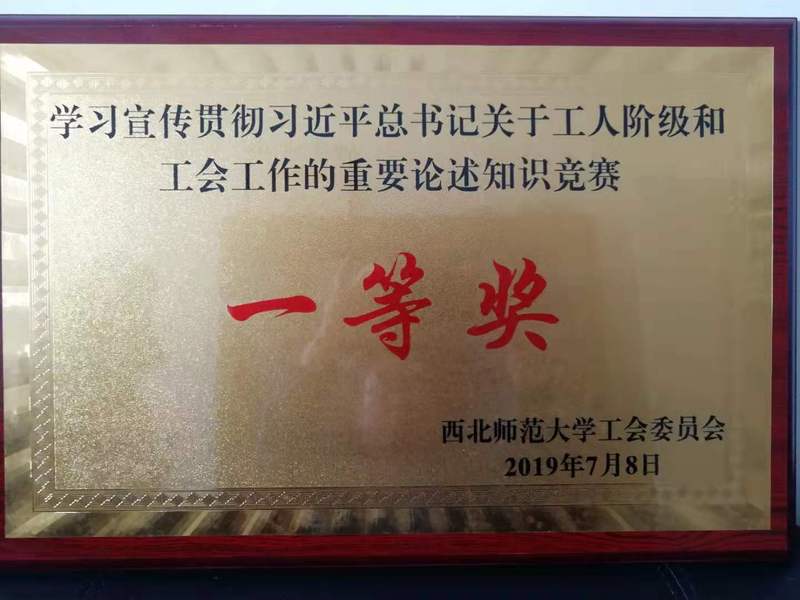 学习宣传贯彻习近平总书记关于工人阶级和
工会工作的重要论述知识竞赛
一等奖
西北师范大学工会委员会
2019年7月8日